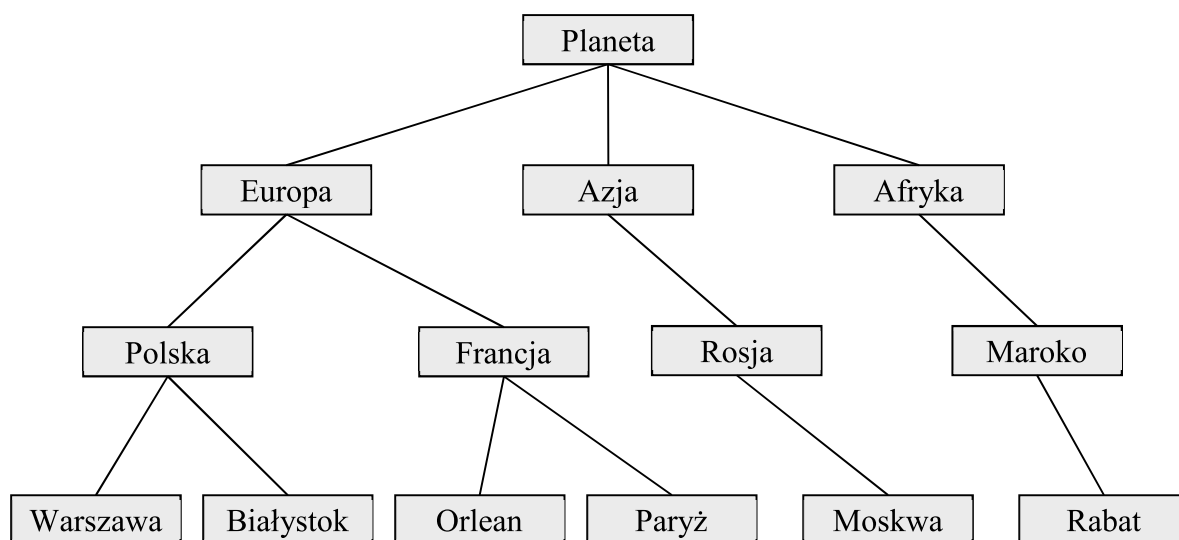 Planeta
Europa Azja Afryka
Polska Francja Rosja Maroko
Warszawa Białystok Orlean Paryż Moskwa Rabat